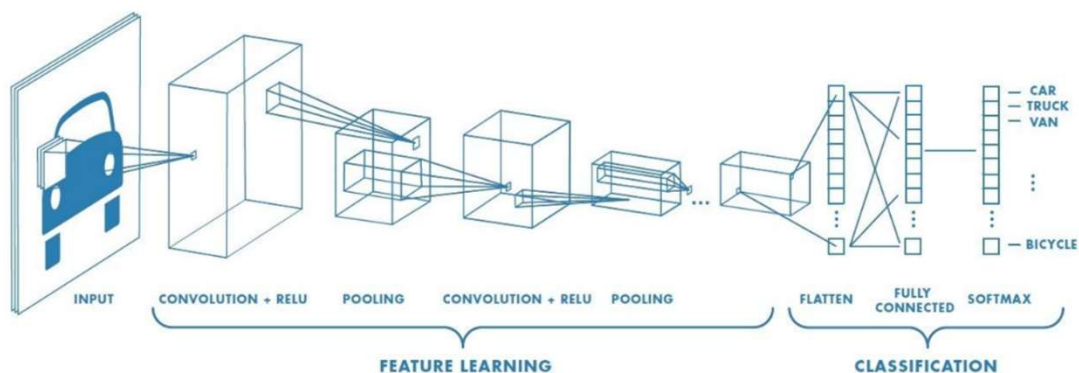 CAR
TRUCK
VAN
BICYCLE
INPUT
CONVOLUTION + RELU
POOLING
CONVOLUTION + RELU
POOLING
FLATTEN
FULLY
CONNECTED
SOFTMAX
FEATURE LEARNING
CLASSIFICATION